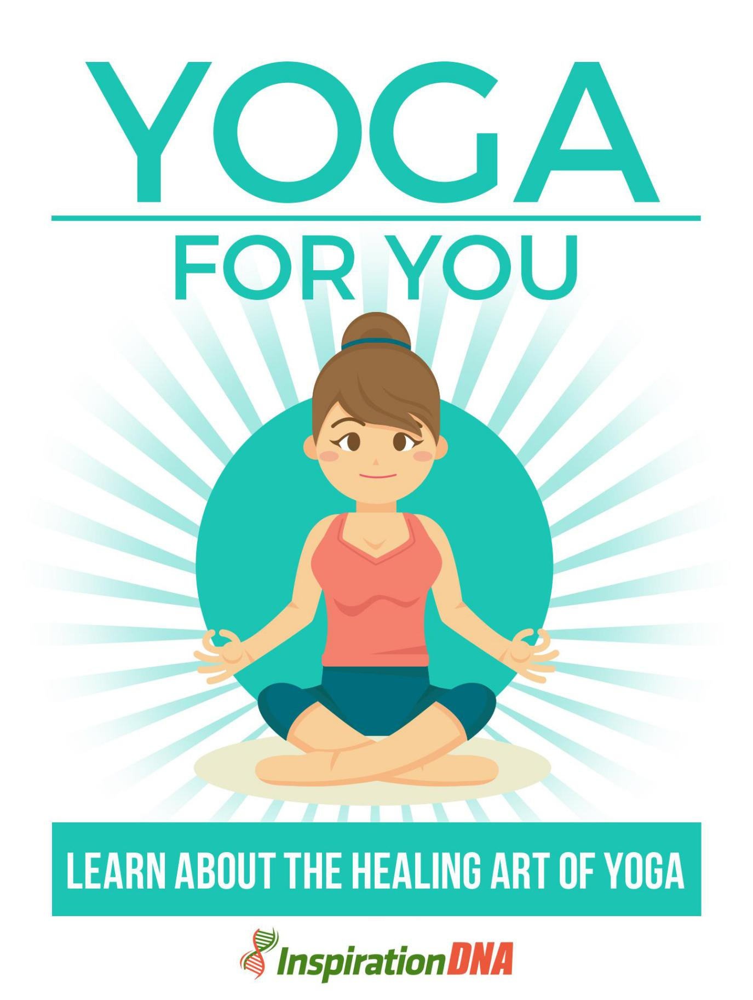 YOGA
FOR YOU
LEARN ABOUT THE HEALING ART OF YOGA
InspirationDNA